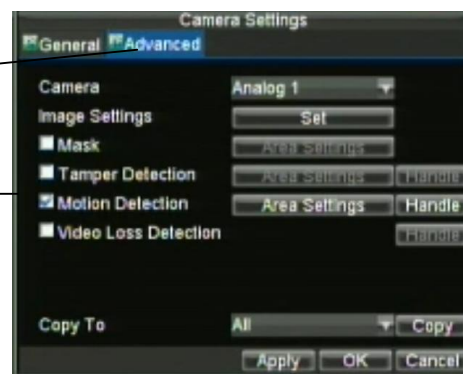 Camera Settings
General Advanced
Camera Analog 1
Image Settings Set
Mask Area Settings
Tamper Detection Area Settings Handle
Motion Detection Area Settings Handle
Video Loss Detection Handle
Copy To All Copy
Apply OK Cancel